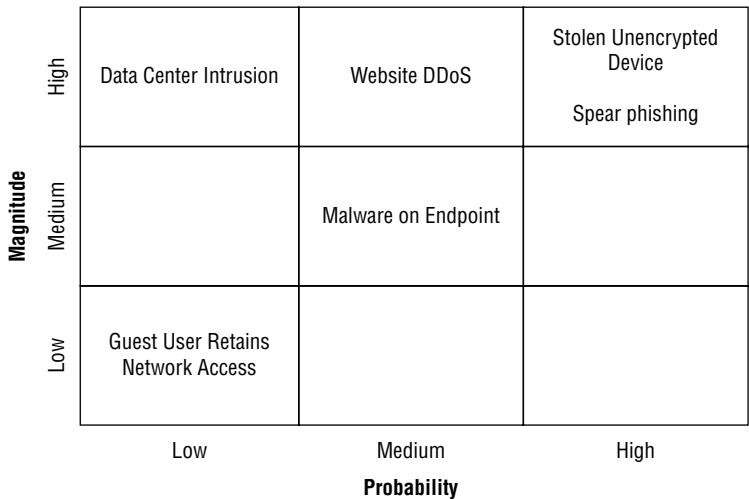 Magnitude
High
Data Center Intrusion
Website DDoS
Stolen Unencrypted
Device
Spear phishing
Medium
Malware on Endpoint
Low
Guest User Retains
Network Access
Low
Medium
High
Probability